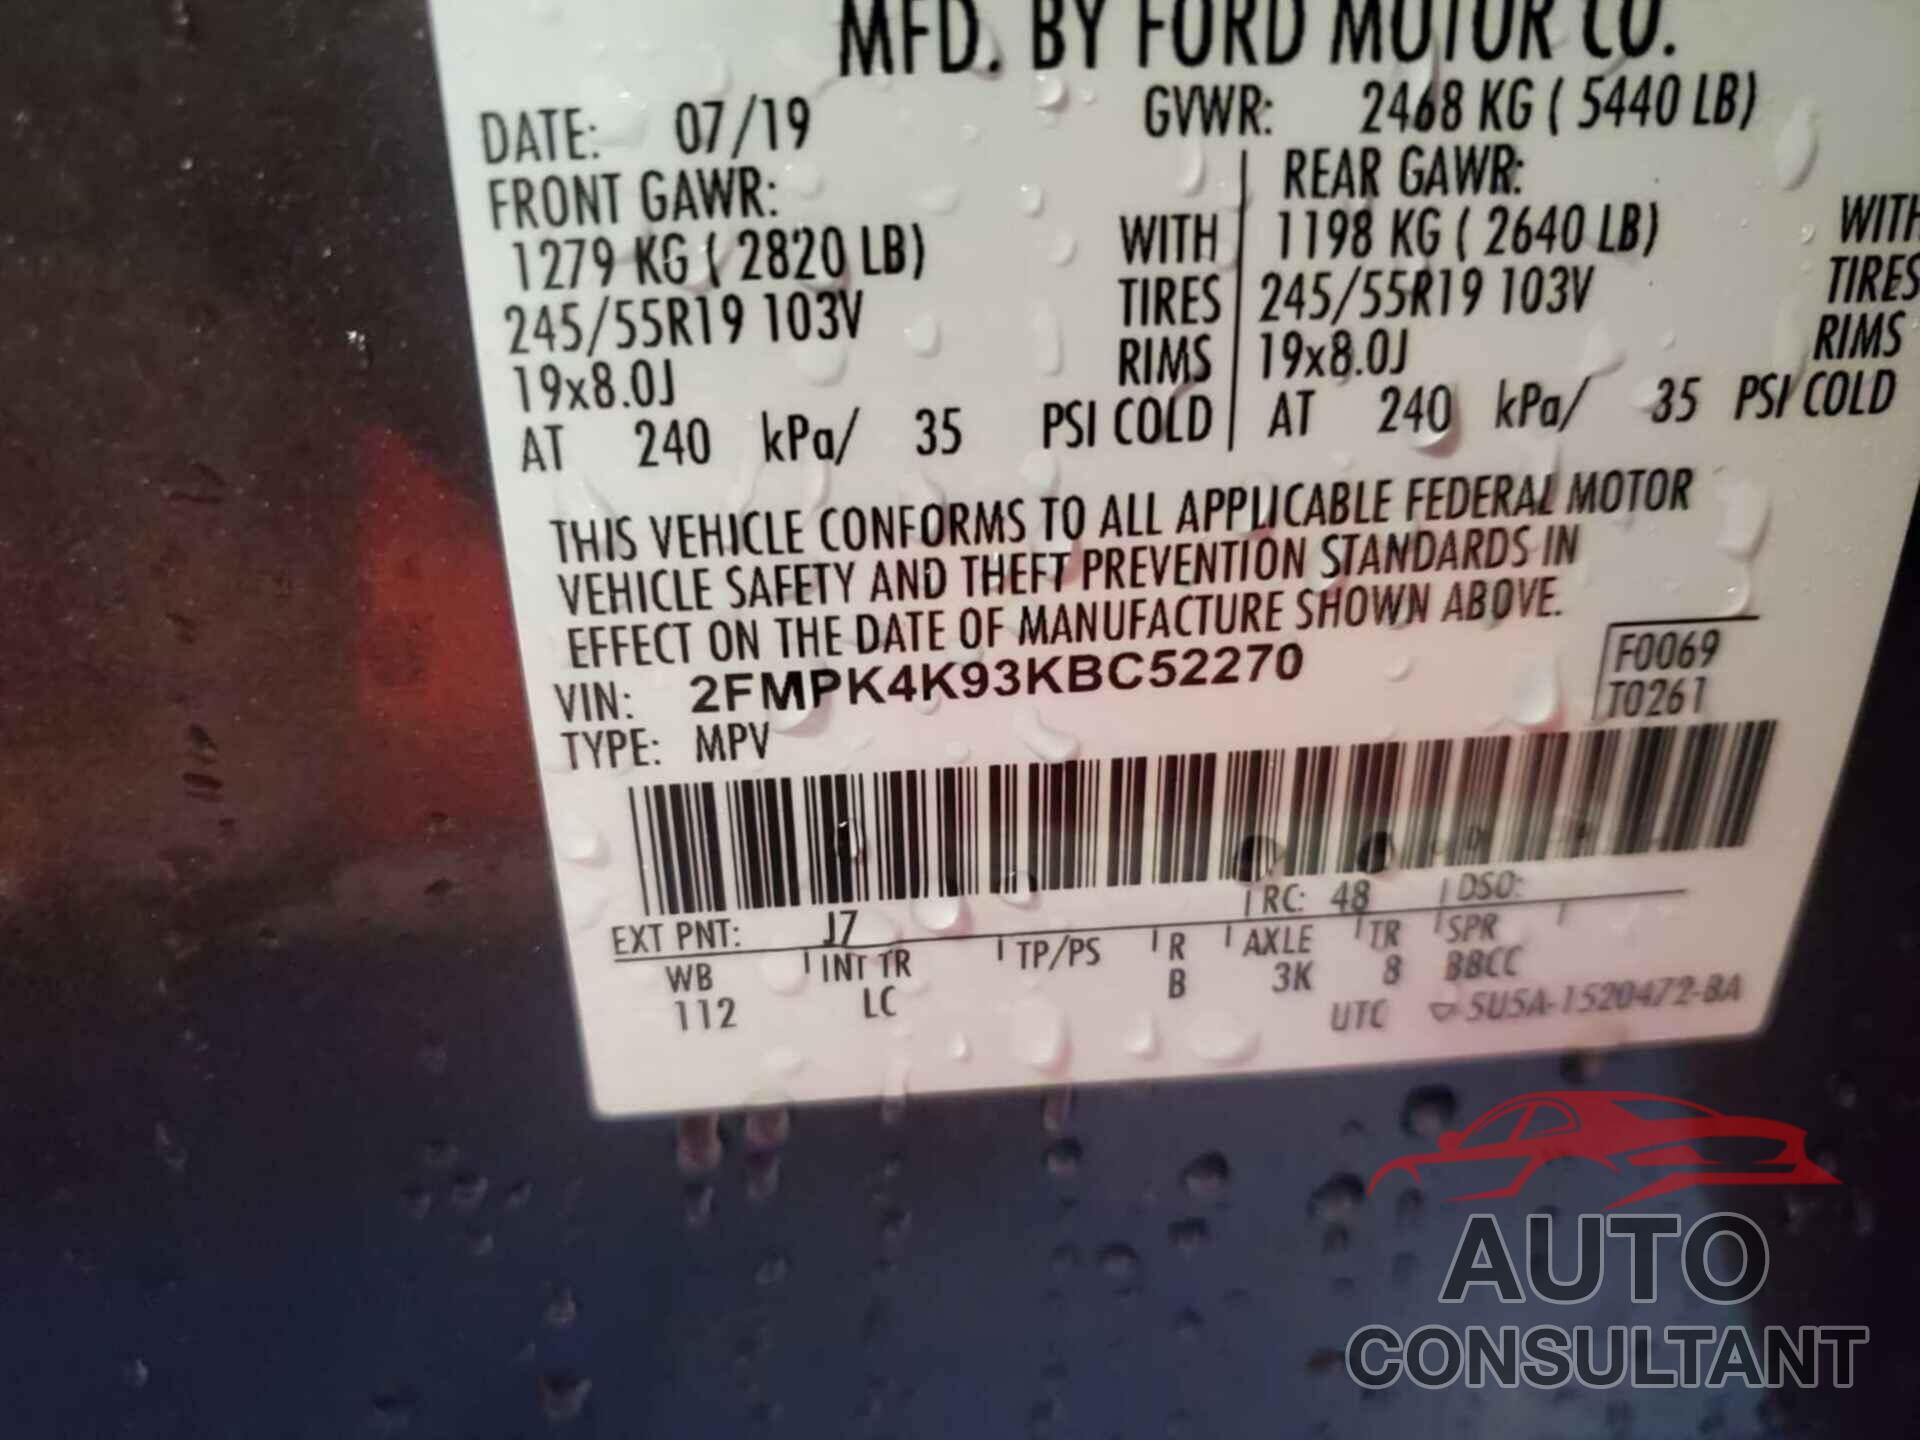 MFD. BY FORD MOTOR CO.
DATE: 07/19 GVWR: 2468 KG ( 5440 LB)
FRONT GAWR: REAR GAWR:
1279 KG ( 2820 LB) WITH 1198 KG ( 2640 LB) WITH
245/55R19 103V TIRES 245/55R19 103V TIRES
19x8.0J RIMS 19x8.0J RIMS
AT 240 kPa/ 35 PSI COLD AT 240 kPa/ 35 PSI COLD
THIS VEHICLE CONFORMS TO ALL APPLICABLE FEDERAL MOTOR
VEHICLE SAFETY AND THEFT PREVENTION STANDARDS IN
EFFECT ON THE DATE OF MANUFACTURE SHOWN ABOVE.
VIN: 2FMPK4K93KBC52270 F0069
TYPE: MPV T0261
EXT PNT: J7 RC: 48 DSO:
WB INT TR TP/PS R AXLE TR SPR
112 LC B 3K 8 BBCC
UTC 5U5A-1520472-BA
AUTO
CONSULTANT